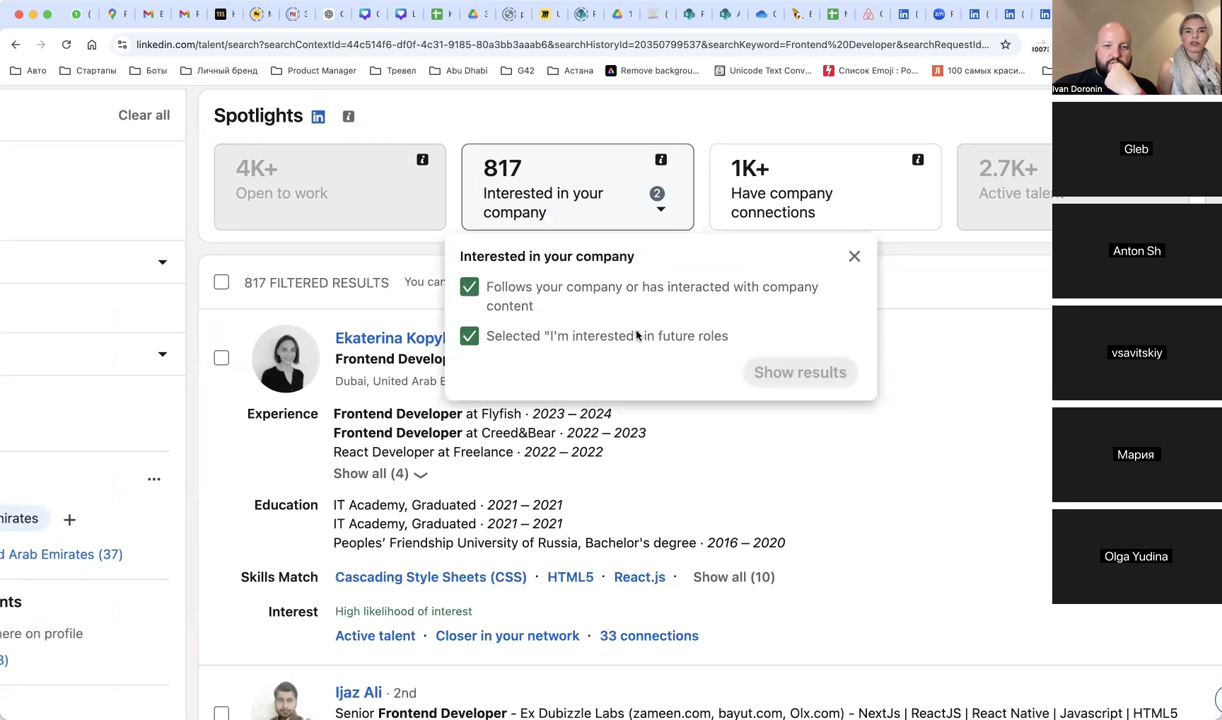 linkedin.com/talent/search?searchContextId=44c514f6-df0f-4c31-9185-80a3bb3aaab6&searchHistoryId=20350799537&searchKeyword=Frontend%20Developer&searchRequestId...
Авто
Стартапы
Боты
Личный бренд
Product Manager
Тревел
Abu Dhabi
G42
Астана
Remove backgrou...
Unicode Text Conv...
Список Emoji : Po...
100 самых краси...
Ivan Doronin
Gleb
Anton Sh
vsavitskiy
Мария
Olga Yudina
Clear all
Spotlights
4K+
Open to work
817
Interested in your
company
2
1K+
Have company
connections
2.7K+
Active
Interested in your company
Follows your company or has interacted with company
content
Selected "I'm interested" in future roles
Show results
817 FILTERED RESULTS
You
Ekaterina
Frontend
Dubai, United Arab
Experience
Frontend Developer at Flyfish · 2023 – 2024
Frontend Developer at Creed&Bear · 2022 – 2023
React Developer at Freelance · 2022 – 2022
Show all (4)
Education
IT Academy, Graduated · 2021 – 2021
IT Academy, Graduated · 2021 – 2021
Peoples’ Friendship University of Russia, Bachelor's degree · 2016 – 2020
Skills Match
Cascading Style Sheets (CSS) · HTML5 · React.js · Show all (10)
Interest
High likelihood of interest
Active talent · Closer in your network · 33 connections
Ijaz Ali · 2nd
Senior Frontend Developer - Ex Dubizzle Labs (zameen.com, bayut.com, Olx.com) - NextJs | ReactJS | React Native | Javascript | HTML5
Arab Emirates (37)
here on profile